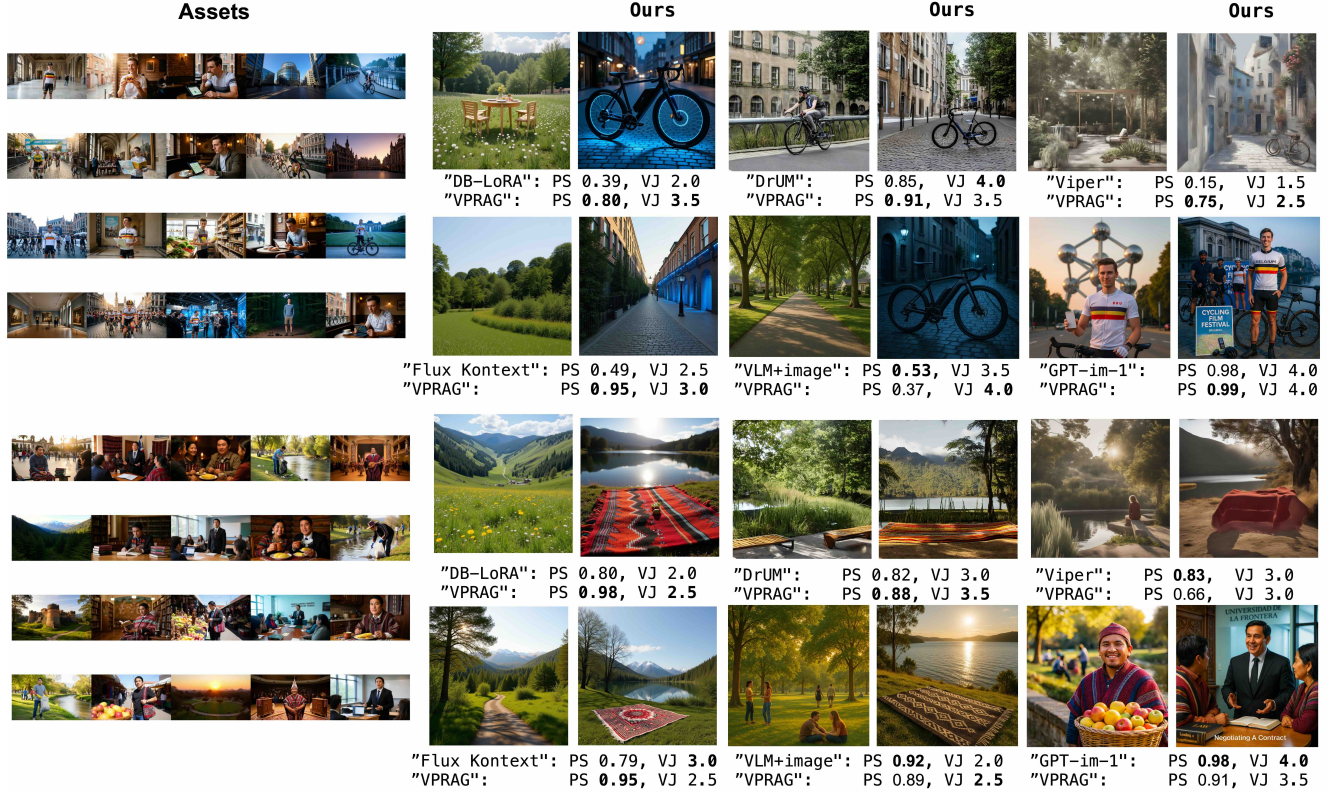 Assets
Ours
Ours
Ours
”DB-LoRA": PS 0.39, VJ 2.0
”VPRAG": PS 0.80, VJ 3.5
”DrUM": PS 0.85, VJ 4.0
”VPRAG": PS 0.91, VJ 3.5
”Viper": PS 0.15, VJ 1.5
”VPRAG": PS 0.75, VJ 2.5
BELGIUM
CYCLING
FILM
FESTIVAL
”Flux Kontext": PS 0.49, VJ 2.5
”VPRAG": PS 0.95, VJ 3.0
”VLM+image": PS 0.53, VJ 3.5
”VPRAG": PS 0.37, VJ 4.0
”GPT-im-1": PS 0.98, VJ 4.0
”VPRAG": PS 0.99, VJ 4.0
”DB-LoRA": PS 0.80, VJ 2.0
”VPRAG": PS 0.98, VJ 2.5
”DrUM": PS 0.82, VJ 3.0
”VPRAG": PS 0.88, VJ 3.5
”Viper": PS 0.83, VJ 3.0
”VPRAG": PS 0.66, VJ 3.0
UNIVERSIDAD DE
LA FRONTERA
Negotiating A Contract
”Flux Kontext": PS 0.79, VJ 3.0
”VPRAG": PS 0.95, VJ 2.5
”VLM+image": PS 0.92, VJ 2.0
”VPRAG": PS 0.89, VJ 2.5
”GPT-im-1": PS 0.98, VJ 4.0
”VPRAG": PS 0.91, VJ 3.5